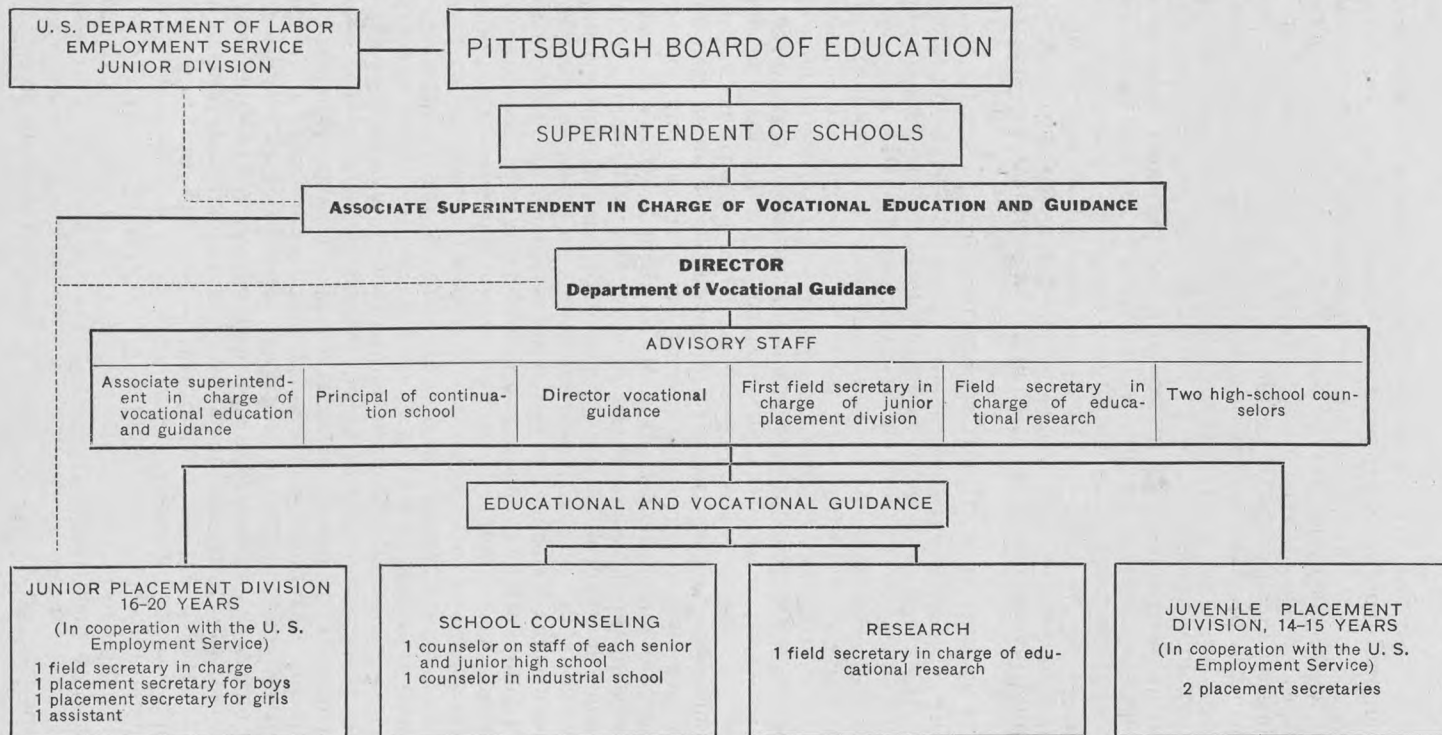 U. S. DEPARTMENT OF LABOR
EMPLOYMENT SERVICE
JUNIOR DIVISION
PITTSBURGH BOARD OF EDUCATION
SUPERINTENDENT OF SCHOOLS
ASSOCIATE SUPERINTENDENT IN CHARGE OF VOCATIONAL EDUCATION AND GUIDANCE
DIRECTOR
Department of Vocational Guidance
ADVISORY STAFF
Associate superintend-
ent in charge of
vocational education
and guidance
Principal of continua-
tion school
Director vocational
guidance
First field secretary in
charge of junior
placement division
Field secretary in
charge of educa-
tional research
Two high-school coun-
selors
EDUCATIONAL AND VOCATIONAL GUIDANCE
JUNIOR PLACEMENT DIVISION
16-20 YEARS
(In cooperation with the U. S.
Employment Service)
1 field secretary in charge
1 placement secretary for boys
1 placement secretary for girls
1 assistant
SCHOOL COUNSELING
1 counselor on staff of each senior
and junior high school
1 counselor in industrial school
RESEARCH
1 field secretary in charge of edu-
cational research
JUVENILE PLACEMENT
DIVISION, 14-15 YEARS
(In cooperation with the U. S.
Employment Service)
2 placement secretaries